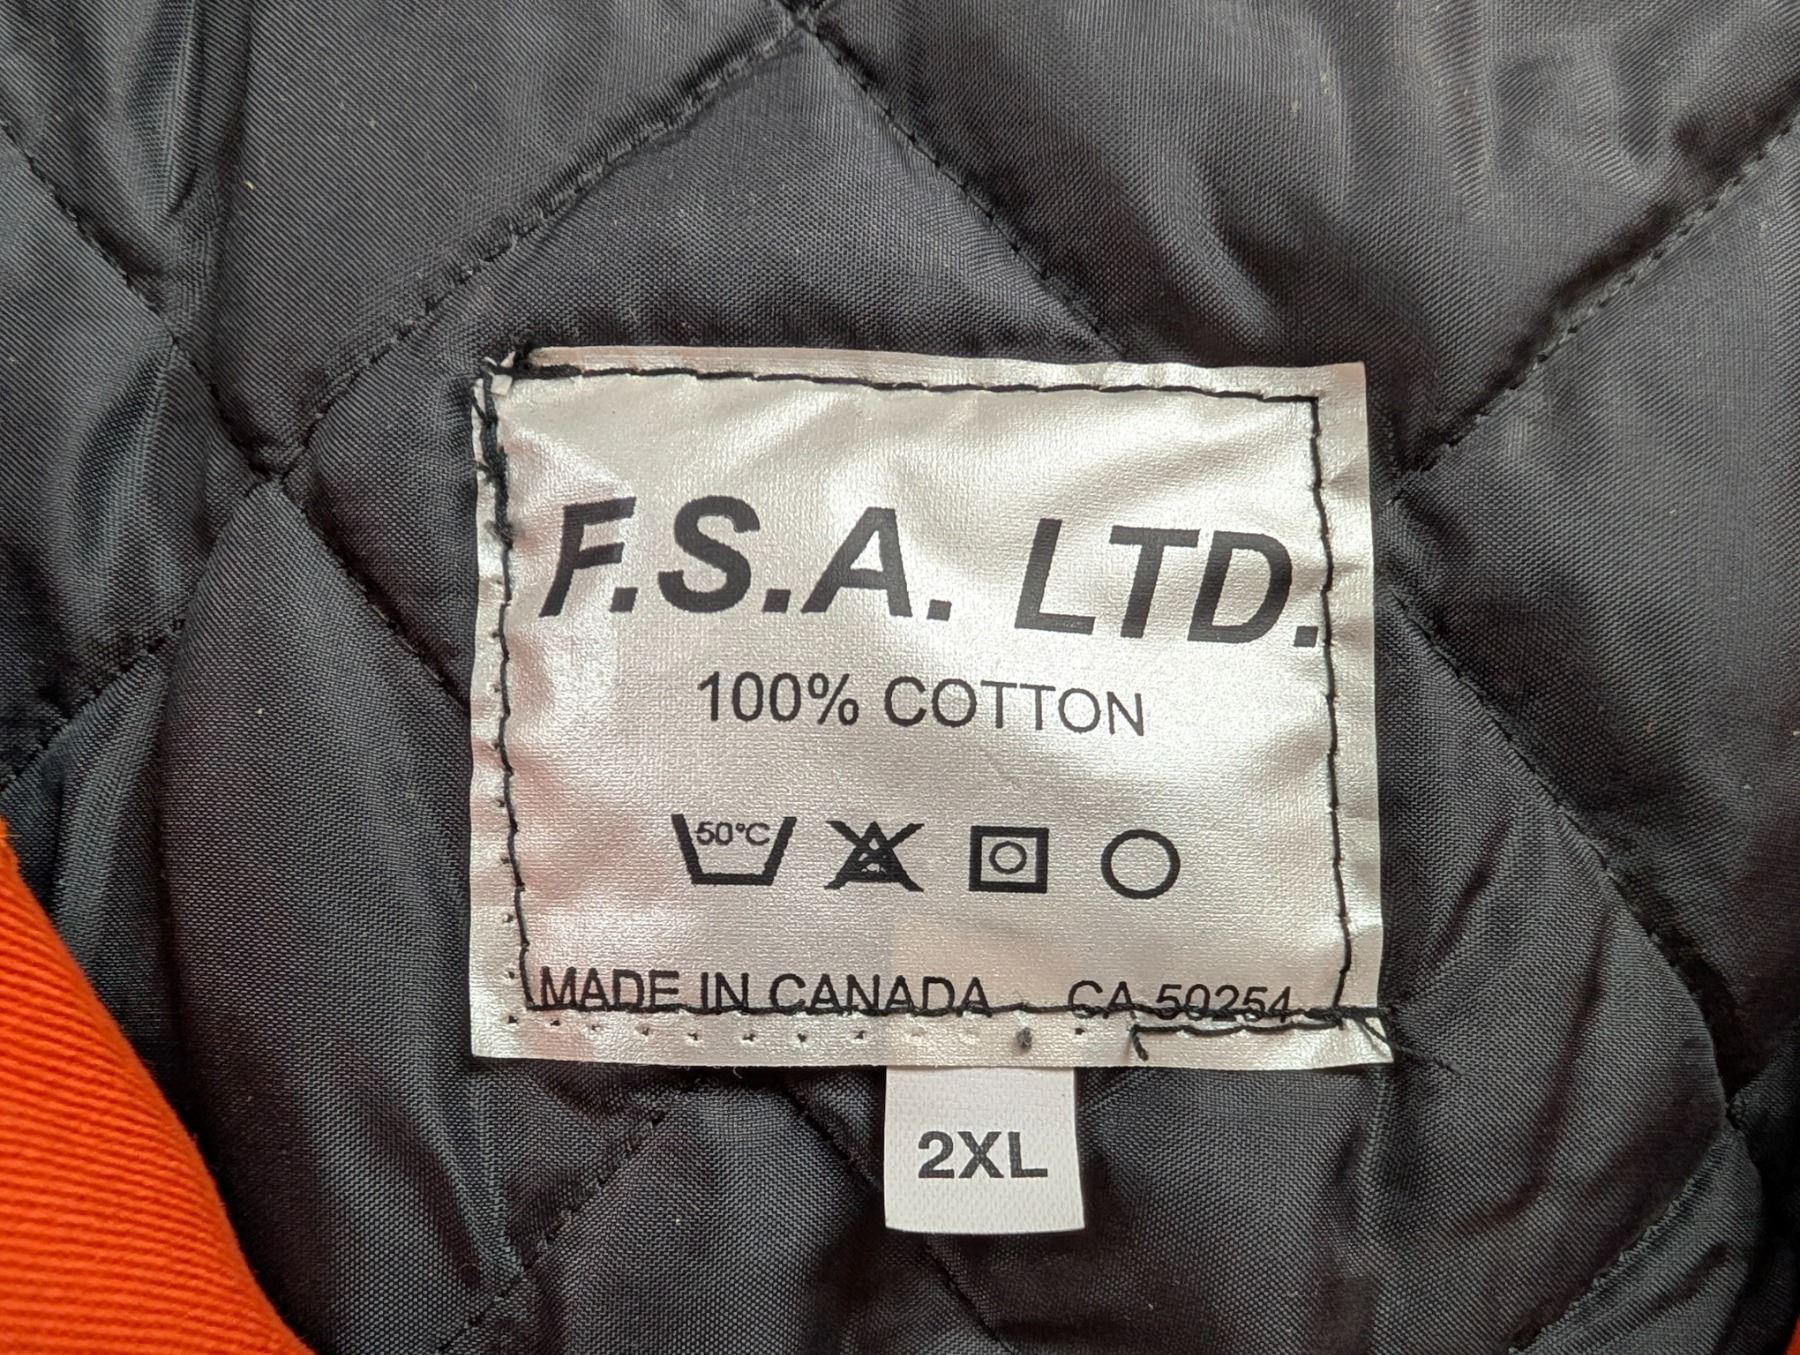 F.S.A. LTD.
100% COTTON
50°C
MADE IN CANADA CA 50254
2XL